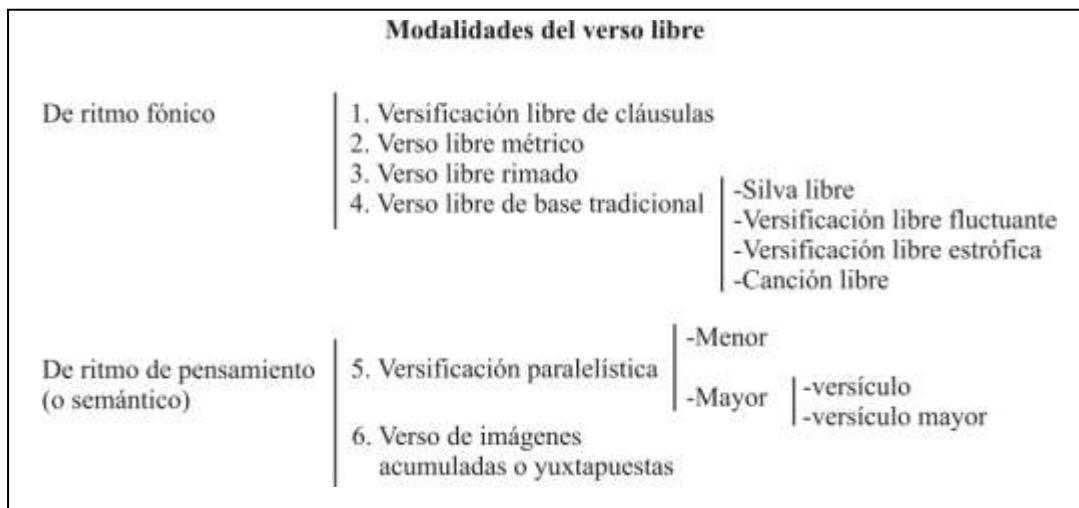 Modalidades del verso libre
De ritmo fónico
1. Versificación libre de cláusulas
2. Verso libre métrico
3. Verso libre rimado
4. Verso libre de base tradicional
-Silva libre
-Versificación libre fluctuante
-Versificación libre estrófica
-Canción libre
De ritmo de pensamiento
(o semántico)
5. Versificación paralelística
-Menor
-Mayor
-versículo
-versículo mayor
6. Verso de imágenes
acumuladas o yuxtapuestas